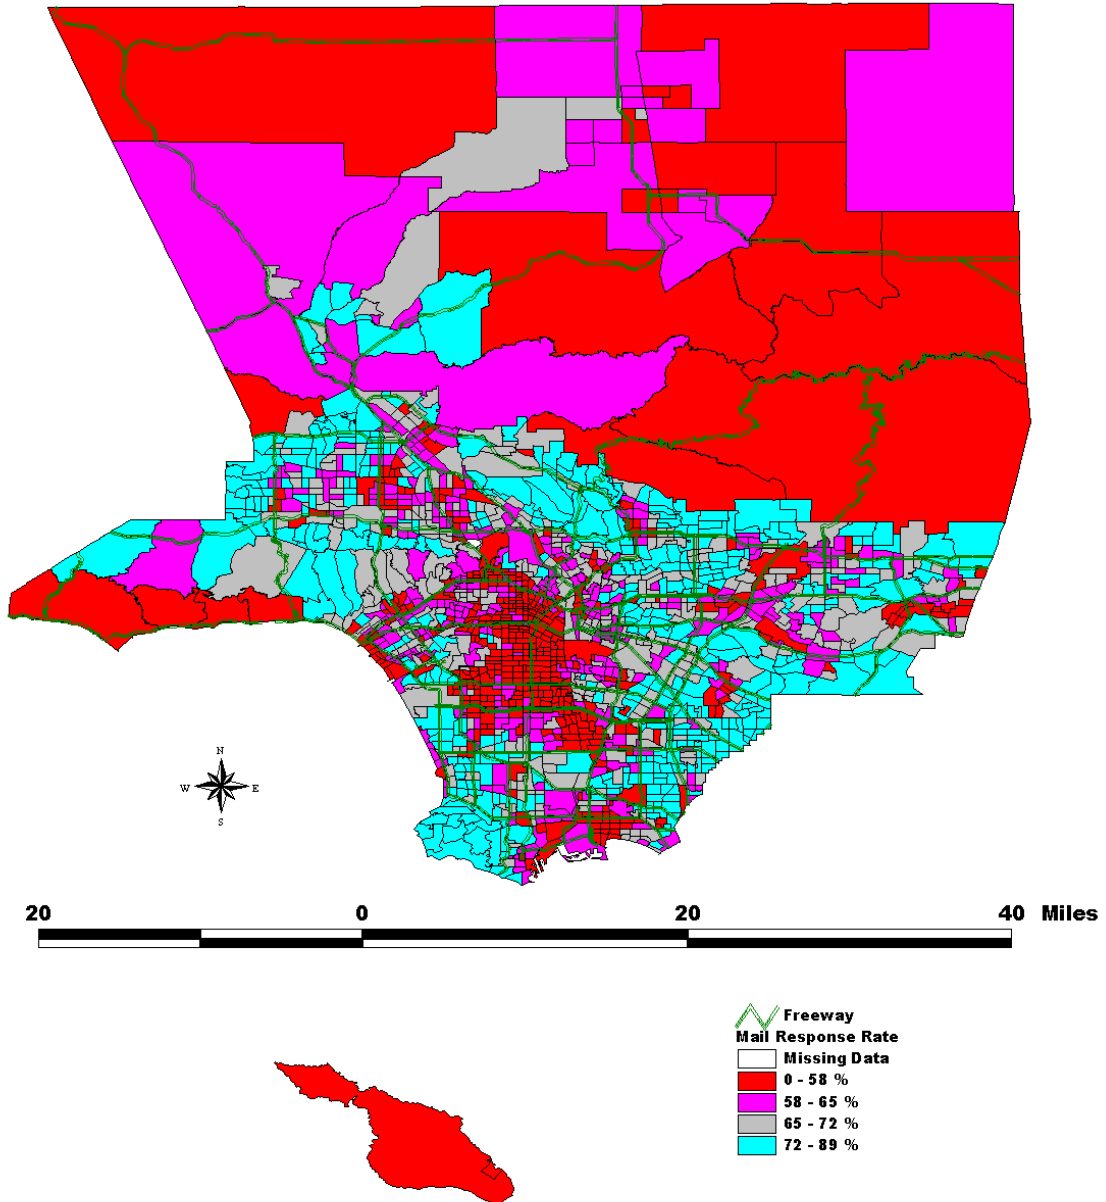 N
W E
S
20 0 20 40 Miles
Freeway
Mail Response Rate
Missing Data
0 - 58 %
58 - 65 %
65 - 72 %
72 - 89 %